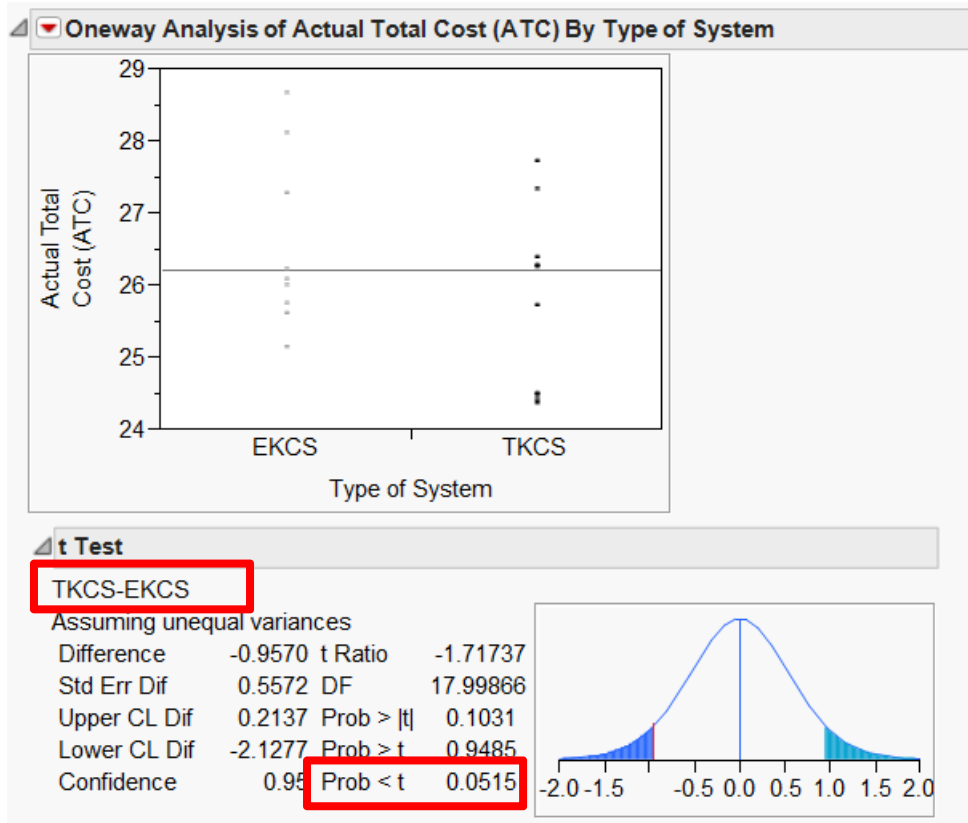 Oneway Analysis of Actual Total Cost (ATC) By Type of System
29
28
27
26
25
24
Actual Total
Cost (ATC)
EKCS TKCS
Type of System
t Test
TKCS-EKCS
Assuming unequal variances
Difference -0.9570 t Ratio -1.71737
Std Err Dif 0.5572 DF 17.99866
Upper CL Dif 0.2137 Prob > |t| 0.1031
Lower CL Dif -2.1277 Prob > t 0.9485
Confidence 0.95 Prob < t 0.0515
-2.0 -1.5 -0.5 0.0 0.5 1.0 1.5 2.0